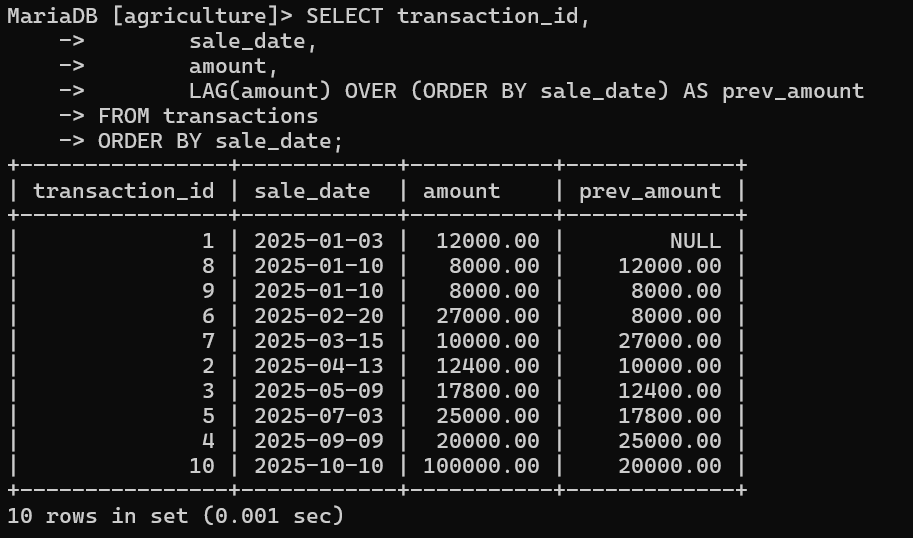 MariaDB [agriculture]> SELECT transaction_id,
    ->        sale_date,
    ->        amount,
    ->        LAG(amount) OVER (ORDER BY sale_date) AS prev_amount
    -> FROM transactions
    -> ORDER BY sale_date;
+----------------+------------+-----------+-------------+
| transaction_id | sale_date  | amount    | prev_amount |
+----------------+------------+-----------+-------------+
|              1 | 2025-01-03 |  12000.00 |        NULL |
|              8 | 2025-01-10 |   8000.00 |    12000.00 |
|              9 | 2025-01-10 |   8000.00 |     8000.00 |
|              6 | 2025-02-20 |  27000.00 |     8000.00 |
|              7 | 2025-03-15 |  10000.00 |    27000.00 |
|              2 | 2025-04-13 |  12400.00 |    10000.00 |
|              3 | 2025-05-09 |  17800.00 |    12400.00 |
|              5 | 2025-07-03 |  25000.00 |    17800.00 |
|              4 | 2025-09-09 |  20000.00 |    25000.00 |
|             10 | 2025-10-10 | 100000.00 |    20000.00 |
+----------------+------------+-----------+-------------+
10 rows in set (0.001 sec)